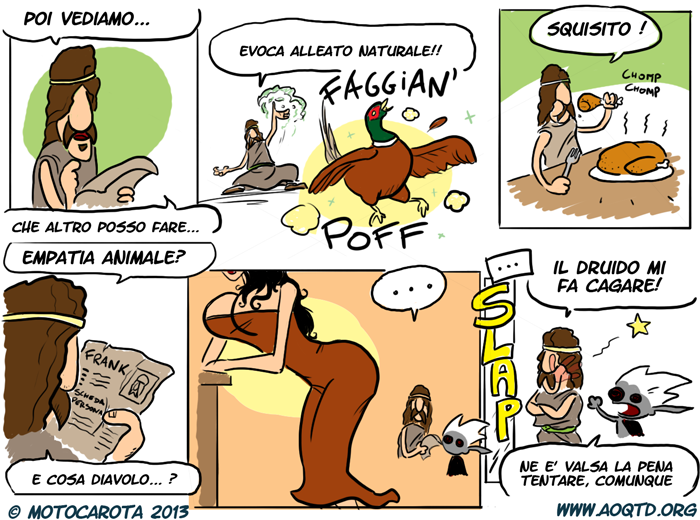 POI VEDIAMO...
CHE ALTRO POSSO FARE...
EVOCA ALLEATO NATURALE!!
FAGGIAN'
POFF
SQUISITO !
CHOMP
CHOMP
EMPATIA ANIMALE?
FRANK
SCHEDA
PERSONA
E COSA DIAVOLO... ?
...
...
SLAP
IL DRUIDO MI
FA CAGARE!
NE E' VALSA LA PENA
TENTARE, COMUNQUE
© MOTOCAROTA 2013
WWW.AOQTD.ORG